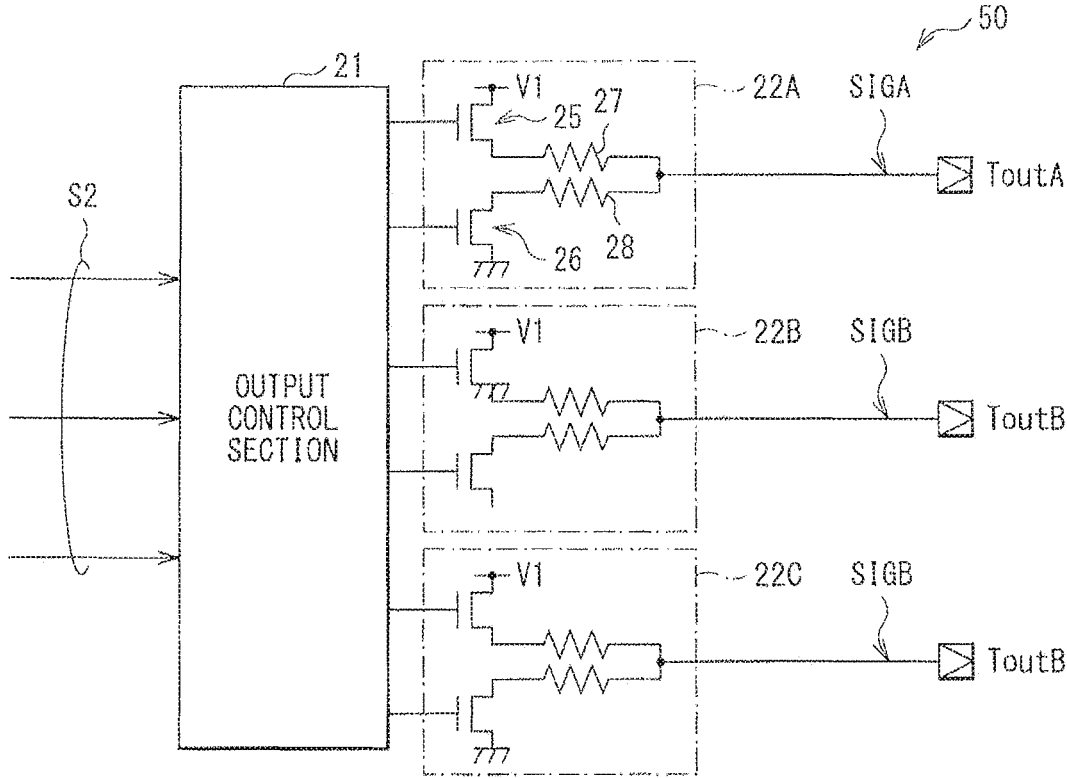 50
21
V1
25
27
22A
SIGA
ToutA
S2
26
28
V1
22B
SIGB
ToutB
OUTPUT
CONTROL
SECTION
V1
22C
SIGB
ToutB